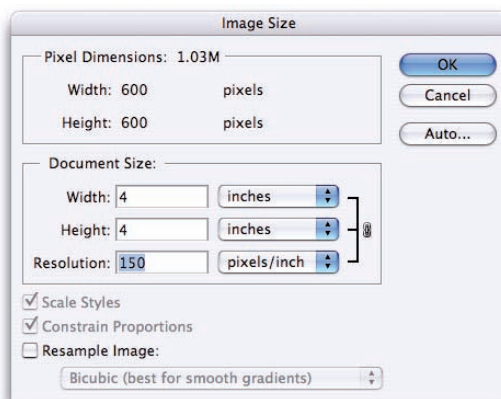 Image Size
Pixel Dimensions: 1.03M
Width: 600 pixels
Height: 600 pixels
OK
Cancel
Auto...
Document Size:
Width: 4 inches
Height: 4 inches
Resolution: 150 pixels/inch
Scale Styles
Constrain Proportions
Resample Image:
Bicubic (best for smooth gradients)